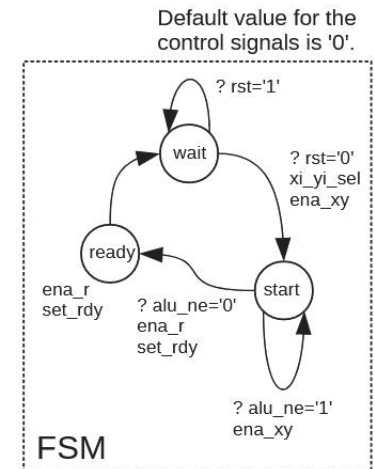 Default value for the
control signals is '0'.
? rst='1'
wait
? rst='0'
xi_yi_sel
ena_xy
ready
start
ena_r
set_rdy
? alu_ne='0'
ena_r
set_rdy
? alu_ne='1'
ena_xy
FSM